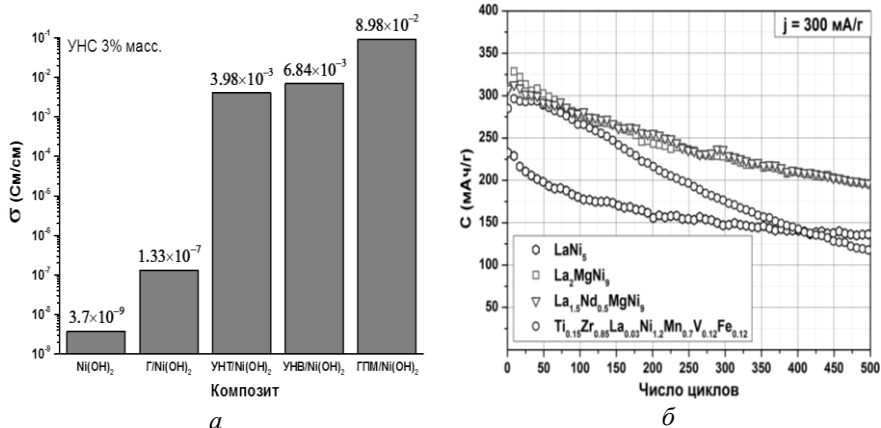 УНС 3% масс.
8.98×10⁻²
6.84×10⁻³
3.98×10⁻³
1.33×10⁻⁷
3.7×10⁻⁹
σ (См/см)
10⁻¹
10⁻²
10⁻³
10⁻⁴
10⁻⁵
10⁻⁶
10⁻⁷
10⁻⁸
10⁻⁹
Ni(OH)₂ Г/Ni(OH)₂ УНТ/Ni(OH)₂ УНВ/Ni(OH)₂ ГПМ/Ni(OH)₂
Композит
а
j = 300 мА/г
C (мАч/г)
400
350
300
250
200
150
100
50
LaNi₅
La₂MgNi₉
La₁.₅Nd₀.₅MgNi₉
Ti₀.₁₅Zr₀.₈₅La₀.₀₃Ni₁.₂Mn₀.₇V₀.₁₂Fe₀.₁₂
0 50 100 150 200 250 300 350 400 450 500
Число циклов
б